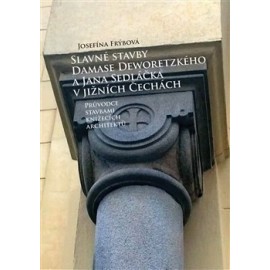 Josefína Frýbová
Slavné stavby
Damase Deworetzkého
a Jana Sedláčka
v jižních Čechách
Průvodce
stavbami
knížecích
architektů